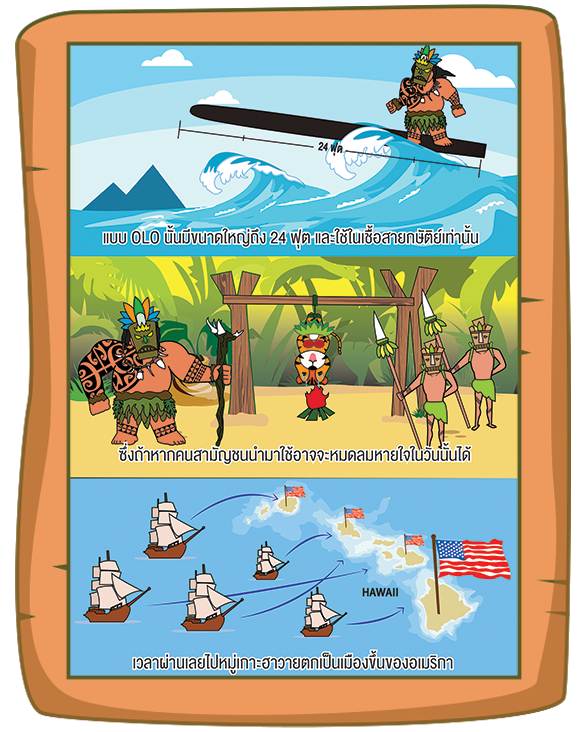 24 ฟุต
แบบ OLO นั้นมีขนาดใหญ่ถึง 24 ฟุต และใช้ในเชื้อสายกษัติย์เท่านั้น
ซึ่งถ้าหากคนสามัญชนนำมาใช้อาจจะหมดลมหายใจในวันนั้นได้
HAWAII
เวลาผ่านเลยไปหมู่เกาะฮาวายตกเป็นเมืองขึ้นของอเมริกา